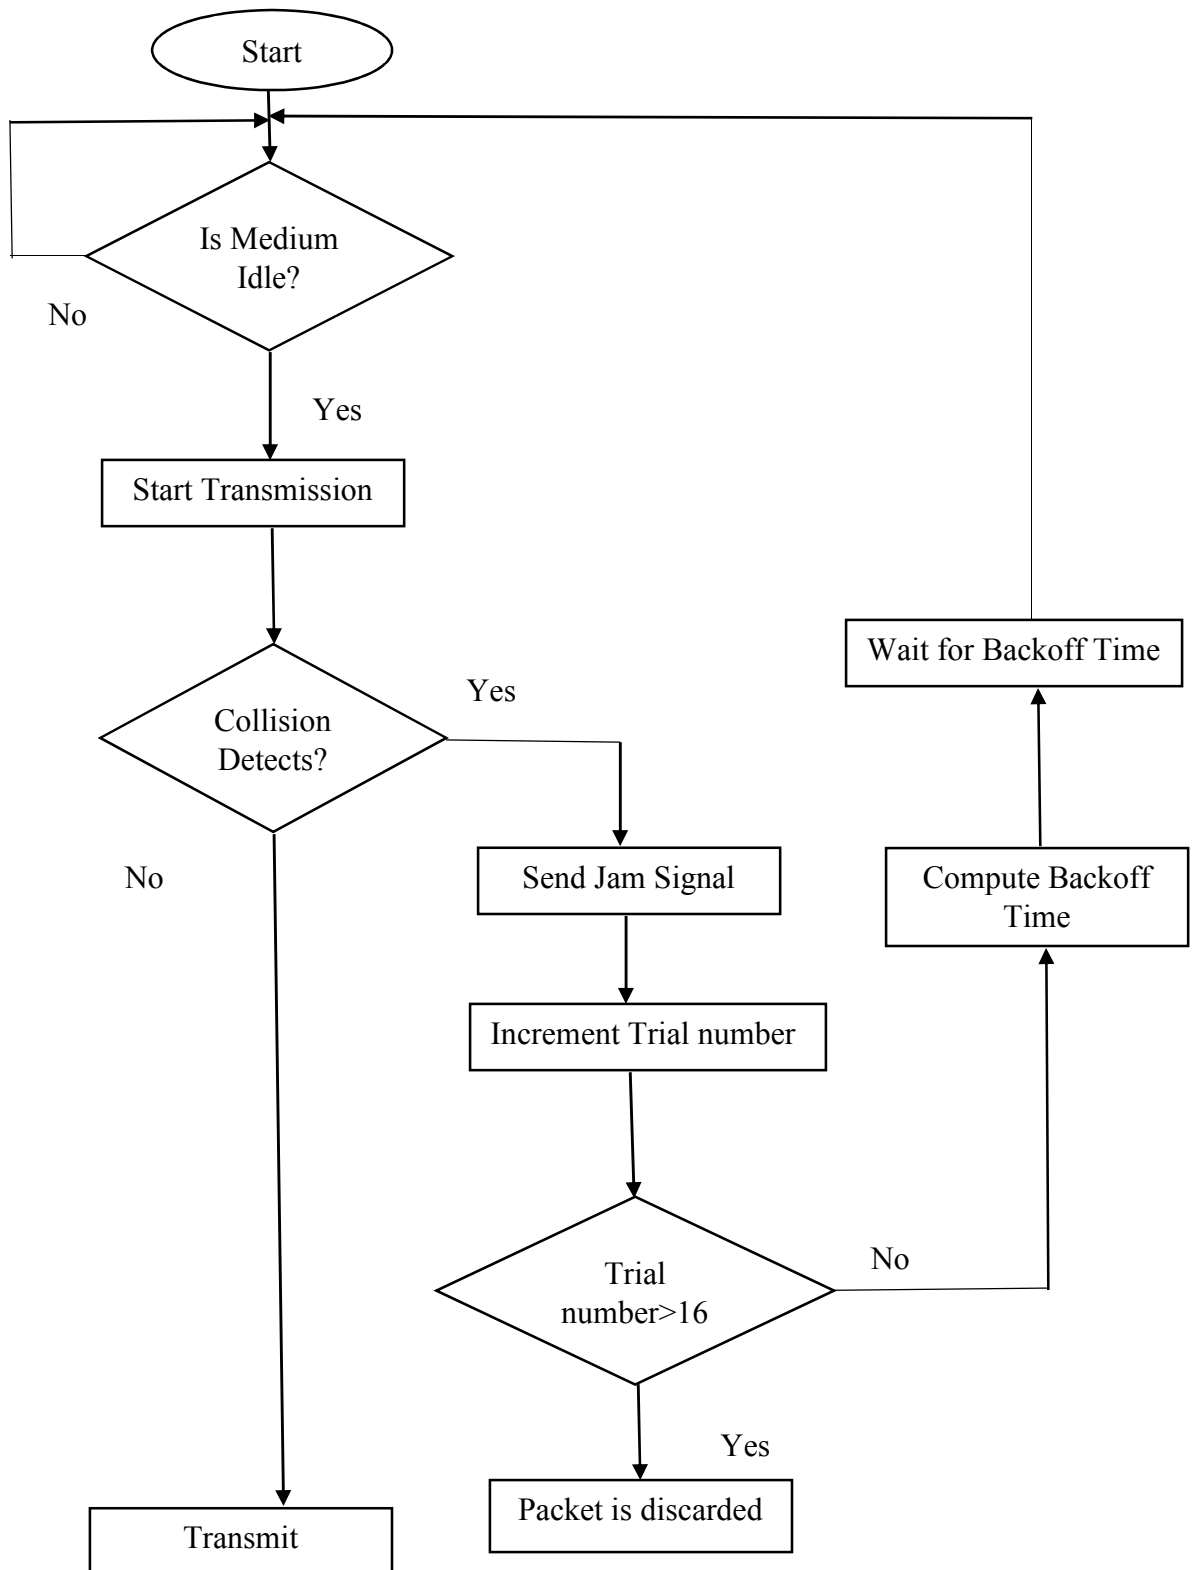 Start
Is Medium
Idle?
No
Yes
Start Transmission
Wait for Backoff Time
Yes
Collision
Detects?
No
Send Jam Signal
Compute Backoff
Time
Increment Trial number
No
Trial
number>16
Yes
Packet is discarded
Transmit